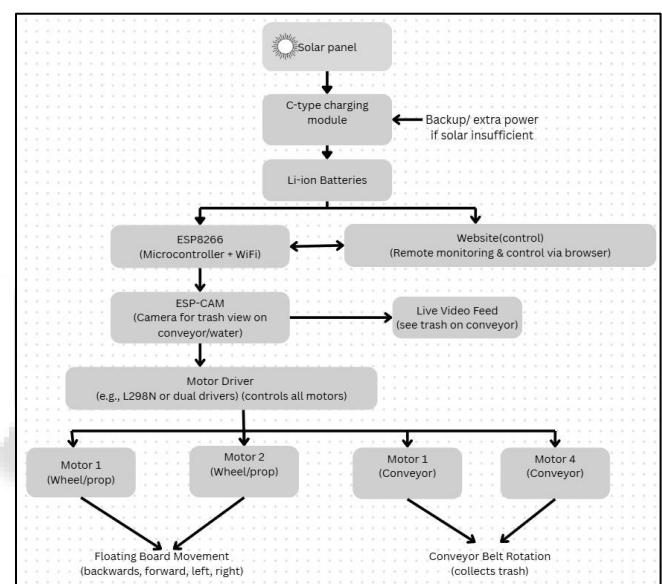 Solar panel
C-type charging
module
Backup/ extra power
if solar insufficient
Li-ion Batteries
ESP8266
(Microcontroller + WiFi)
Website(control)
(Remote monitoring & control via browser)
ESP-CAM
(Camera for trash view on
conveyor/water)
Live Video Feed
(see trash on conveyor)
Motor Driver
(e.g., L298N or dual drivers) (controls all motors)
Motor 1
(Wheel/prop)
Motor 2
(Wheel/prop)
Motor 1
(Conveyor)
Motor 4
(Conveyor)
Floating Board Movement
(backwards, forward, left, right)
Conveyor Belt Rotation
(collects trash)